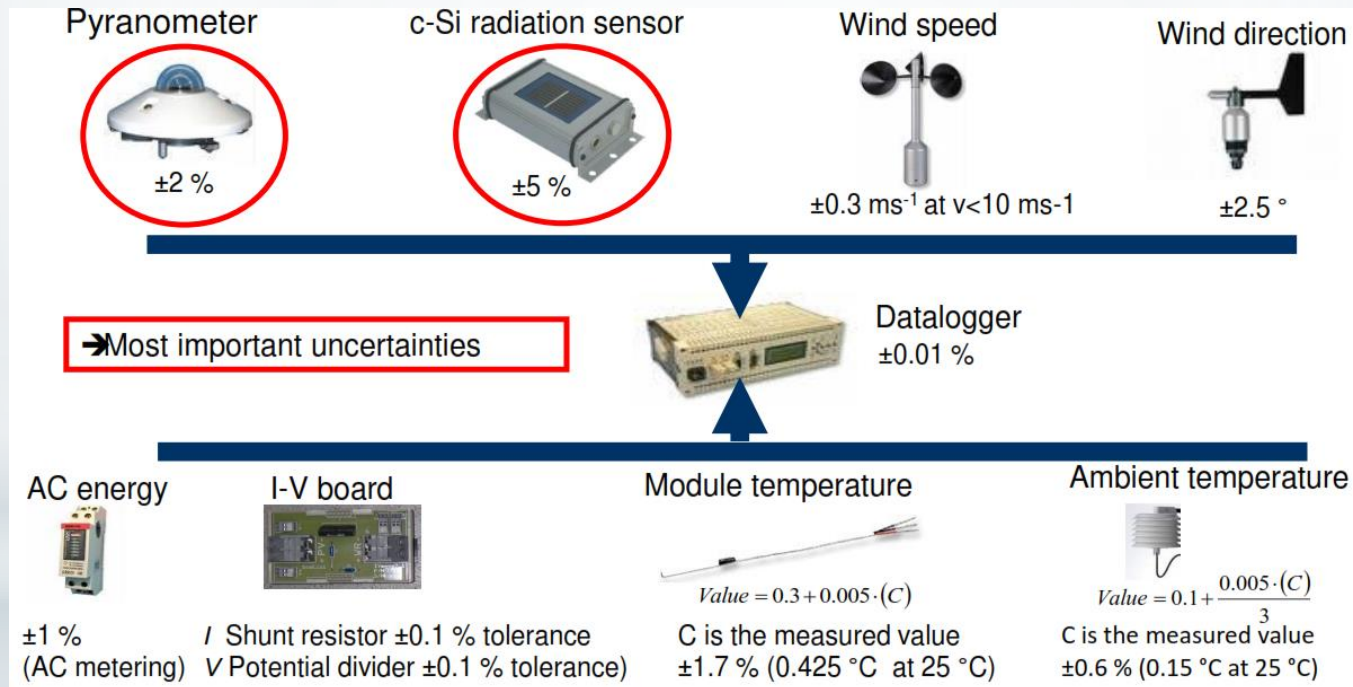 Pyranometer
c-Si radiation sensor
Wind speed
Wind direction
±2 %
±5 %
±0.3 ms⁻¹ at v<10 ms-1
±2.5 °
➔Most important uncertainties
Datalogger
±0.01 %
AC energy
I-V board
Module temperature
Ambient temperature
Value = 0.3 + 0.005·(C)
Value = 0.1 + 0.005·(C)/3
±1 %
(AC metering)
I Shunt resistor ±0.1 % tolerance
V Potential divider ±0.1 % tolerance)
C is the measured value
±1.7 % (0.425 °C at 25 °C)
C is the measured value
±0.6 % (0.15 °C at 25 °C)